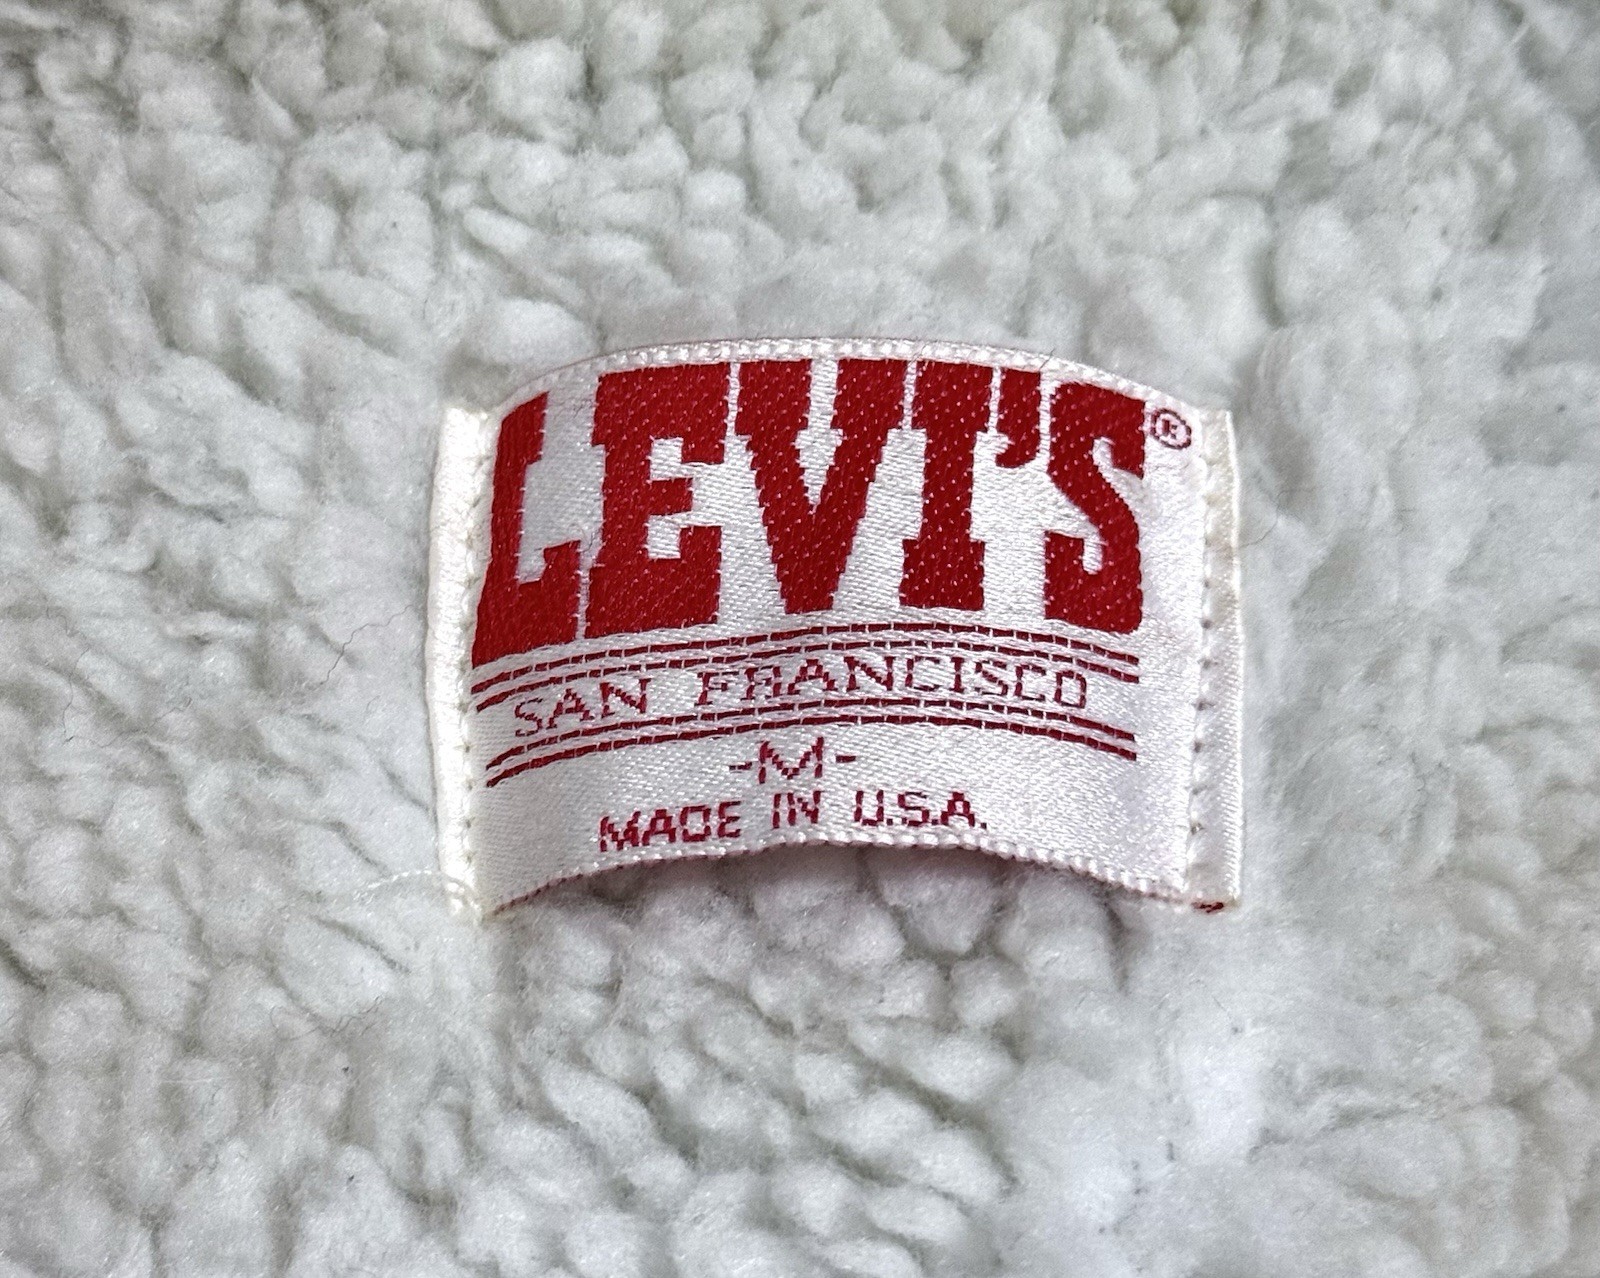 LEVI'S®
SAN FRANCISCO
-M-
MADE IN U.S.A.